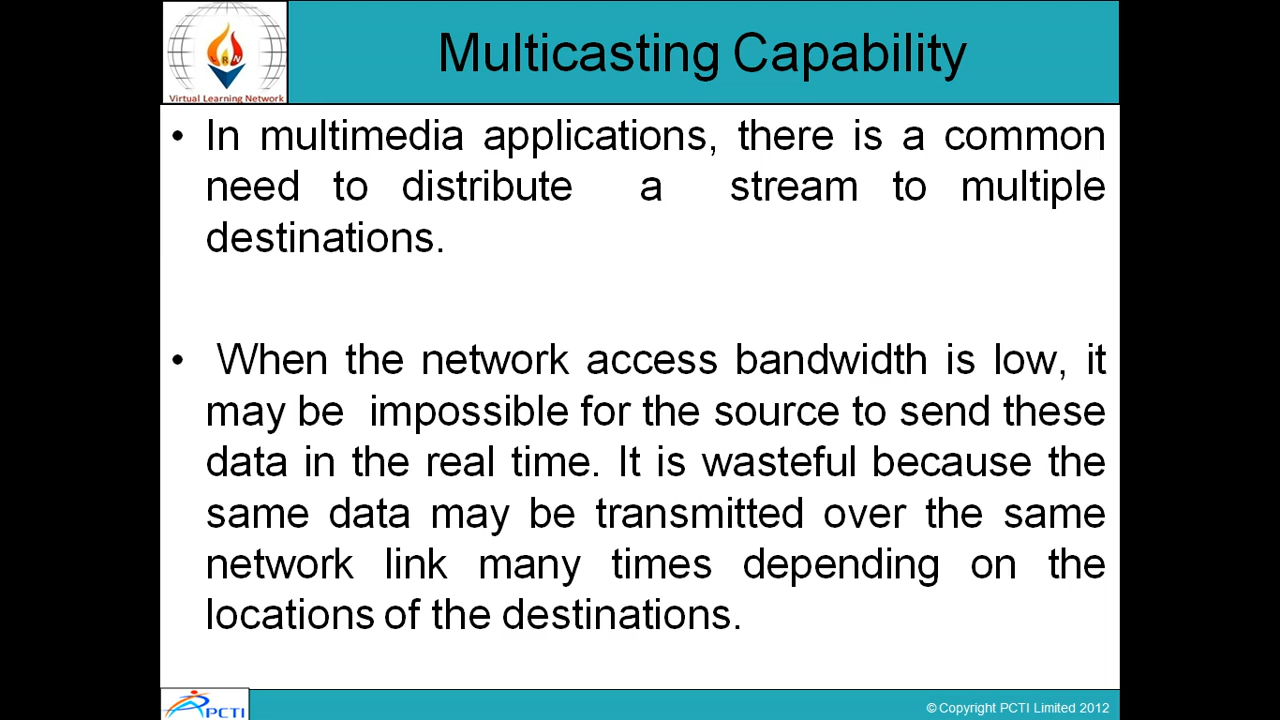 Multicasting Capability
LRN
Virtual Learning Network
• In multimedia applications, there is a common
need to distribute a stream to multiple
destinations.
• When the network access bandwidth is low, it
may be impossible for the source to send these
data in the real time. It is wasteful because the
same data may be transmitted over the same
network link many times depending on the
locations of the destinations.
PCTI
© Copyright PCTI Limited 2012